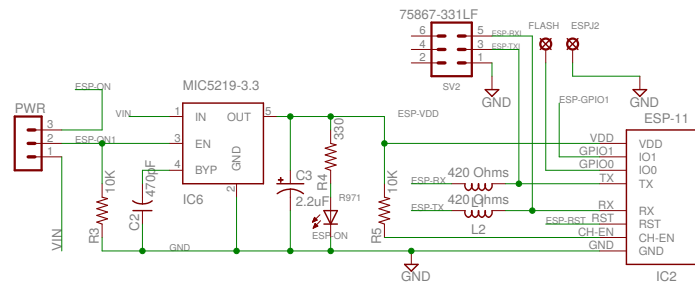 75867-331LF
6
4
2
5
3
1
ESP-RXI
ESP-TXI
SV2
FLASH
ESPJ2
GND
GND
ESP-ON
MIC5219-3.3
PWR
3
2
1
ESP-ON1
VIN
VIN
1
IN
OUT
5
3
EN
4
BYP
GND
2
IC6
10K
R3
470pF
C2
GND
C3
2.2uF
330
R4
R971
ESP-ON
ESP-VDD
10K
R5
ESP-RX
420 Ohms
L1
ESP-TX
420 Ohms
L2
GND
ESP-GPIO1
ESP-11
VDD
VDD
GPIO1
IO1
GPIO0
IO0
TX
TX
RX
RX
ESP-RST
RST
RST
CH-EN
CH-EN
GND
GND
IC2